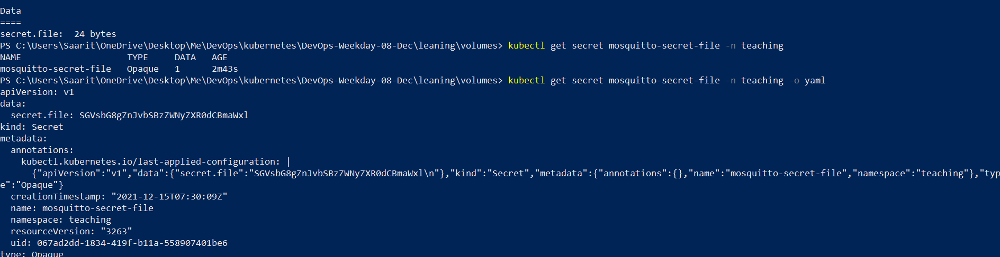 Data
====
secret.file:  24 bytes
PS C:\Users\Saarit\OneDrive\Desktop\Me\DevOps\kubernetes\DevOps-Weekday-08-Dec\leaning\volumes> kubectl get secret mosquitto-secret-file -n teaching
NAME                    TYPE     DATA   AGE
mosquitto-secret-file   Opaque   1      2m43s
PS C:\Users\Saarit\OneDrive\Desktop\Me\DevOps\kubernetes\DevOps-Weekday-08-Dec\leaning\volumes> kubectl get secret mosquitto-secret-file -n teaching -o yaml
apiVersion: v1
data:
  secret.file: SGVsbG8gZnJvbSBzZWNyZXR0dCBmaWxl
kind: Secret
metadata:
  annotations:
    kubectl.kubernetes.io/last-applied-configuration: |
      {"apiVersion":"v1","data":{"secret.file":"SGVsbG8gZnJvbSBzZWNyZXR0dCBmaWxl\n"},"kind":"Secret","metadata":{"annotations":{},"name":"mosquitto-secret-file","namespace":"teaching"},"typ
e":"Opaque"}
  creationTimestamp: "2021-12-15T07:30:09Z"
  name: mosquitto-secret-file
  namespace: teaching
  resourceVersion: "3263"
  uid: 067ad2dd-1834-419f-b11a-558907401be6
type: Opaque